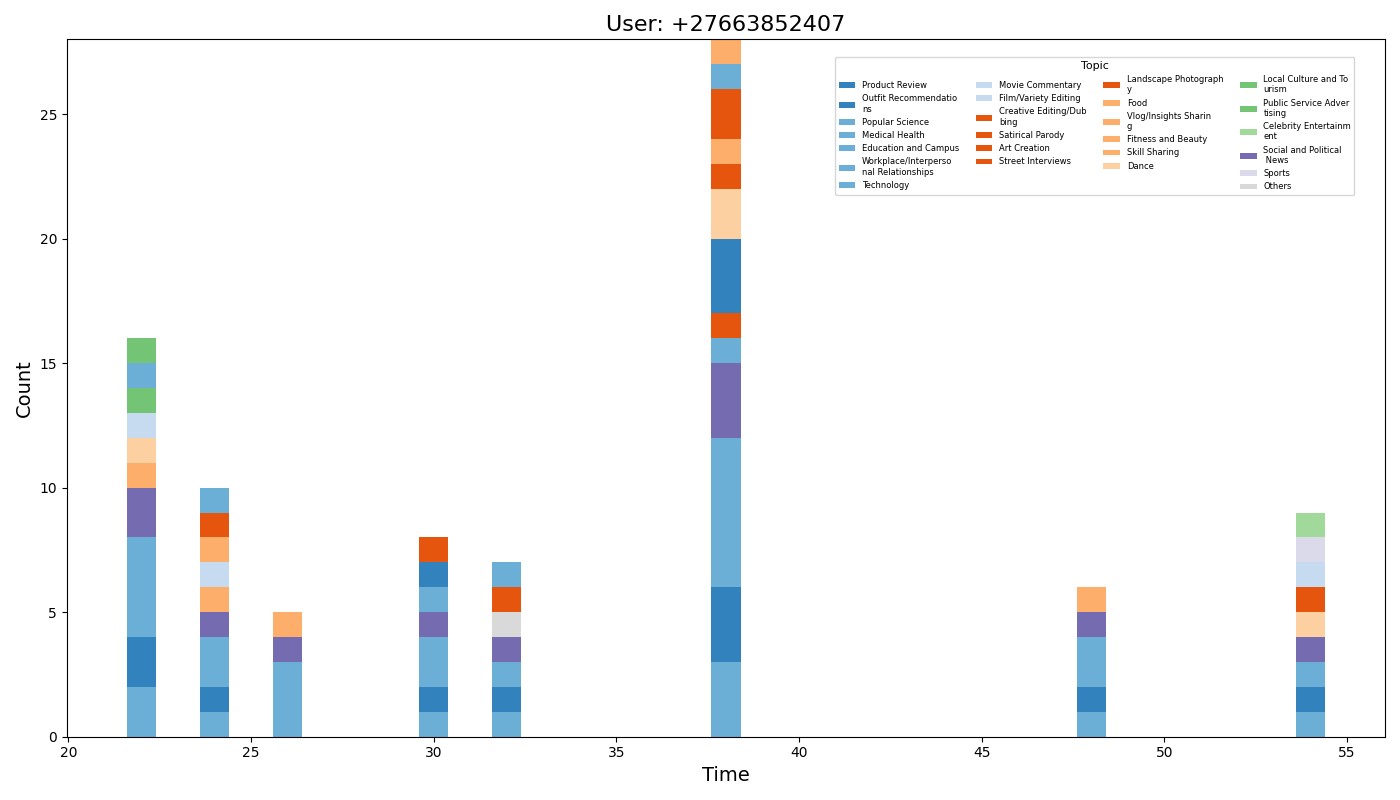 User: +27663852407
Count
25
20
15
10
5
0
20 25 30 35 40 45 50 55
Time
Topic
Product Review
Outfit Recommendatio
ns
Popular Science
Medical Health
Education and Campus
Workplace/Interperso
nal Relationships
Technology
Movie Commentary
Film/Variety Editing
Creative Editing/Dub
bing
Satirical Parody
Art Creation
Street Interviews
Landscape Photograph
y
Food
Vlog/Insights Sharin
g
Fitness and Beauty
Skill Sharing
Dance
Local Culture and To
urism
Public Service Adver
tising
Celebrity Entertainm
ent
Social and Political
 News
Sports
Others